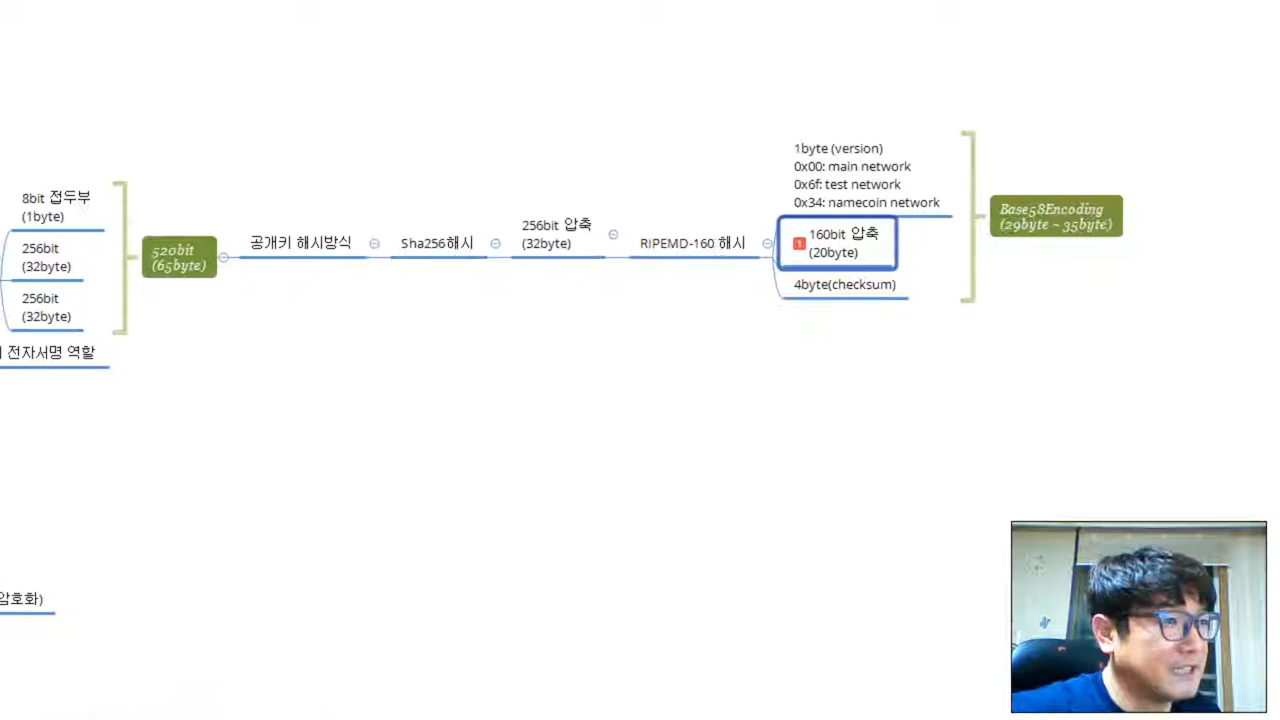 8bit 접두부
(1byte)
256bit
(32byte)
256bit
(32byte)
전자서명 역할
520bit
(65byte)
공개키 해시방식
Sha256해시
256bit 압축
(32byte)
RIPEMD-160 해시
1byte (version)
0x00: main network
0x6f: test network
0x34: namecoin network
1
160bit 압축
(20byte)
4byte(checksum)
Base58Encoding
(29byte ~ 35byte)
암호화)